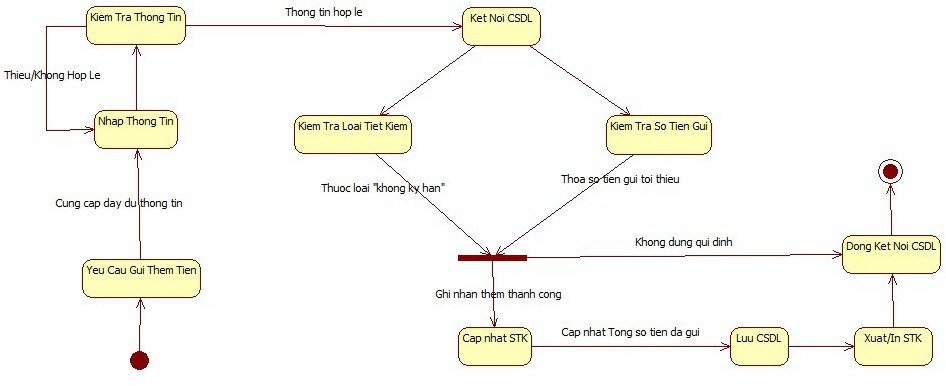 Kiem Tra Thong Tin
Thong tin hop le
Ket Noi CSDL
Thieu/Khong Hop Le
Nhap Thong Tin
Kiem Tra Loai Tiet Kiem
Kiem Tra So Tien Gui
Thuoc loai "khong ky han"
Thoa so tien gui toi thieu
Cung cap day du thong tin
Khong dung qui dinh
Dong Ket Noi CSDL
Yeu Cau Gui Them Tien
Ghi nhan them thanh cong
Cap nhat STK
Cap nhat Tong so tien da gui
Luu CSDL
Xuat/In STK